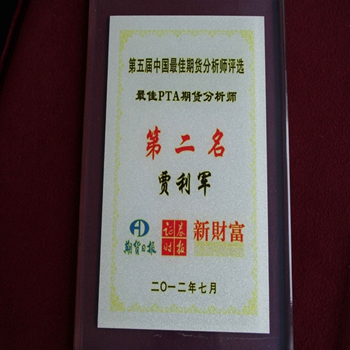 第五届中国最佳期货分析师评选
最佳PTA期货分析师
第二名
贾利军
期货日报
证券时报
新財富
二〇一二年七月